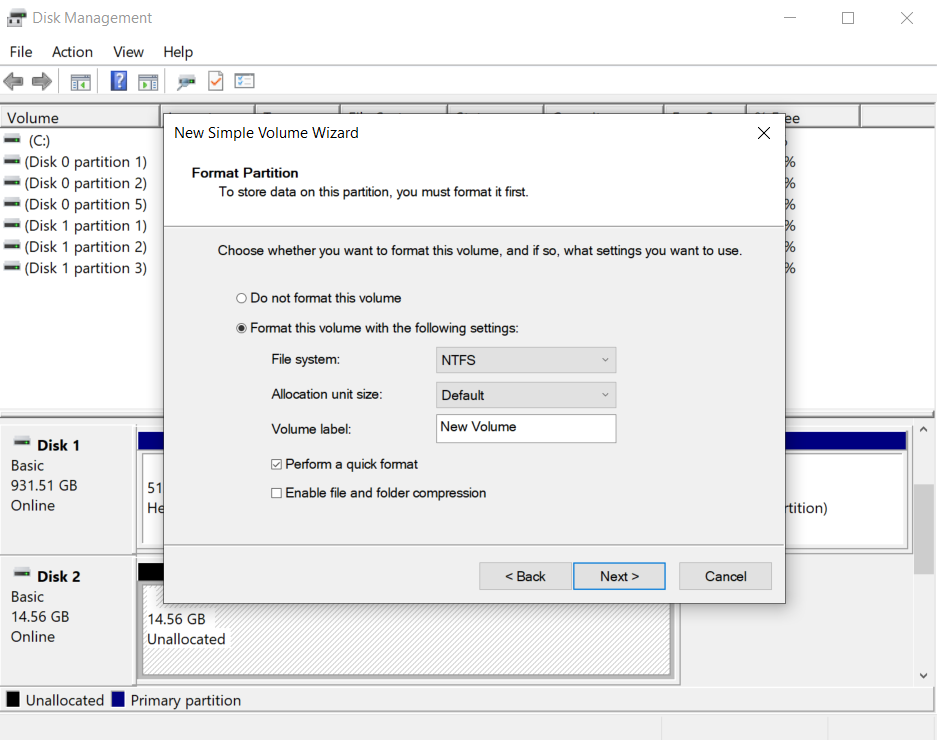 Disk Management
File Action View Help
Volume
(C:)
(Disk 0 partition 1)
(Disk 0 partition 2)
(Disk 0 partition 5)
(Disk 1 partition 1)
(Disk 1 partition 2)
(Disk 1 partition 3)
%
%
%
%
%
%
New Simple Volume Wizard
Format Partition
To store data on this partition, you must format it first.
Choose whether you want to format this volume, and if so, what settings you want to use.
Do not format this volume
Format this volume with the following settings:
File system: NTFS
Allocation unit size: Default
Volume label: New Volume
Perform a quick format
Enable file and folder compression
< Back Next > Cancel
Disk 1
Basic
931.51 GB
Online
51
He
rtition)
Disk 2
Basic
14.56 GB
Online
14.56 GB
Unallocated
Unallocated Primary partition